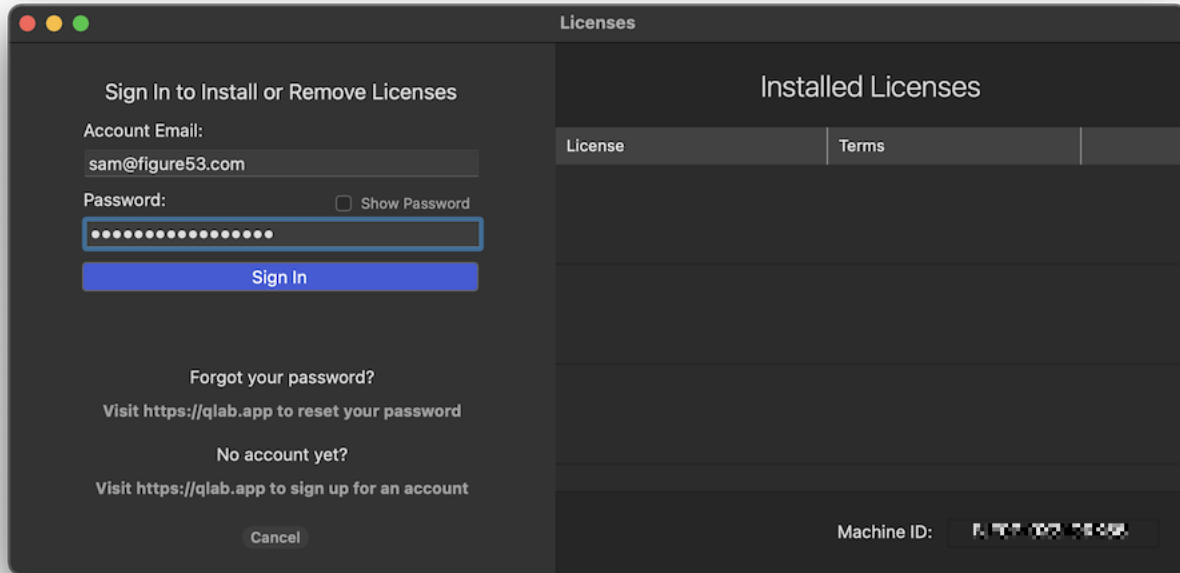 Licenses
Sign In to Install or Remove Licenses
Account Email:
sam@figure53.com
Password:
Show Password
•••••••••••••••••
Sign In
Forgot your password?
Visit https://qlab.app to reset your password
No account yet?
Visit https://qlab.app to sign up for an account
Cancel
Installed Licenses
License Terms
Machine ID: